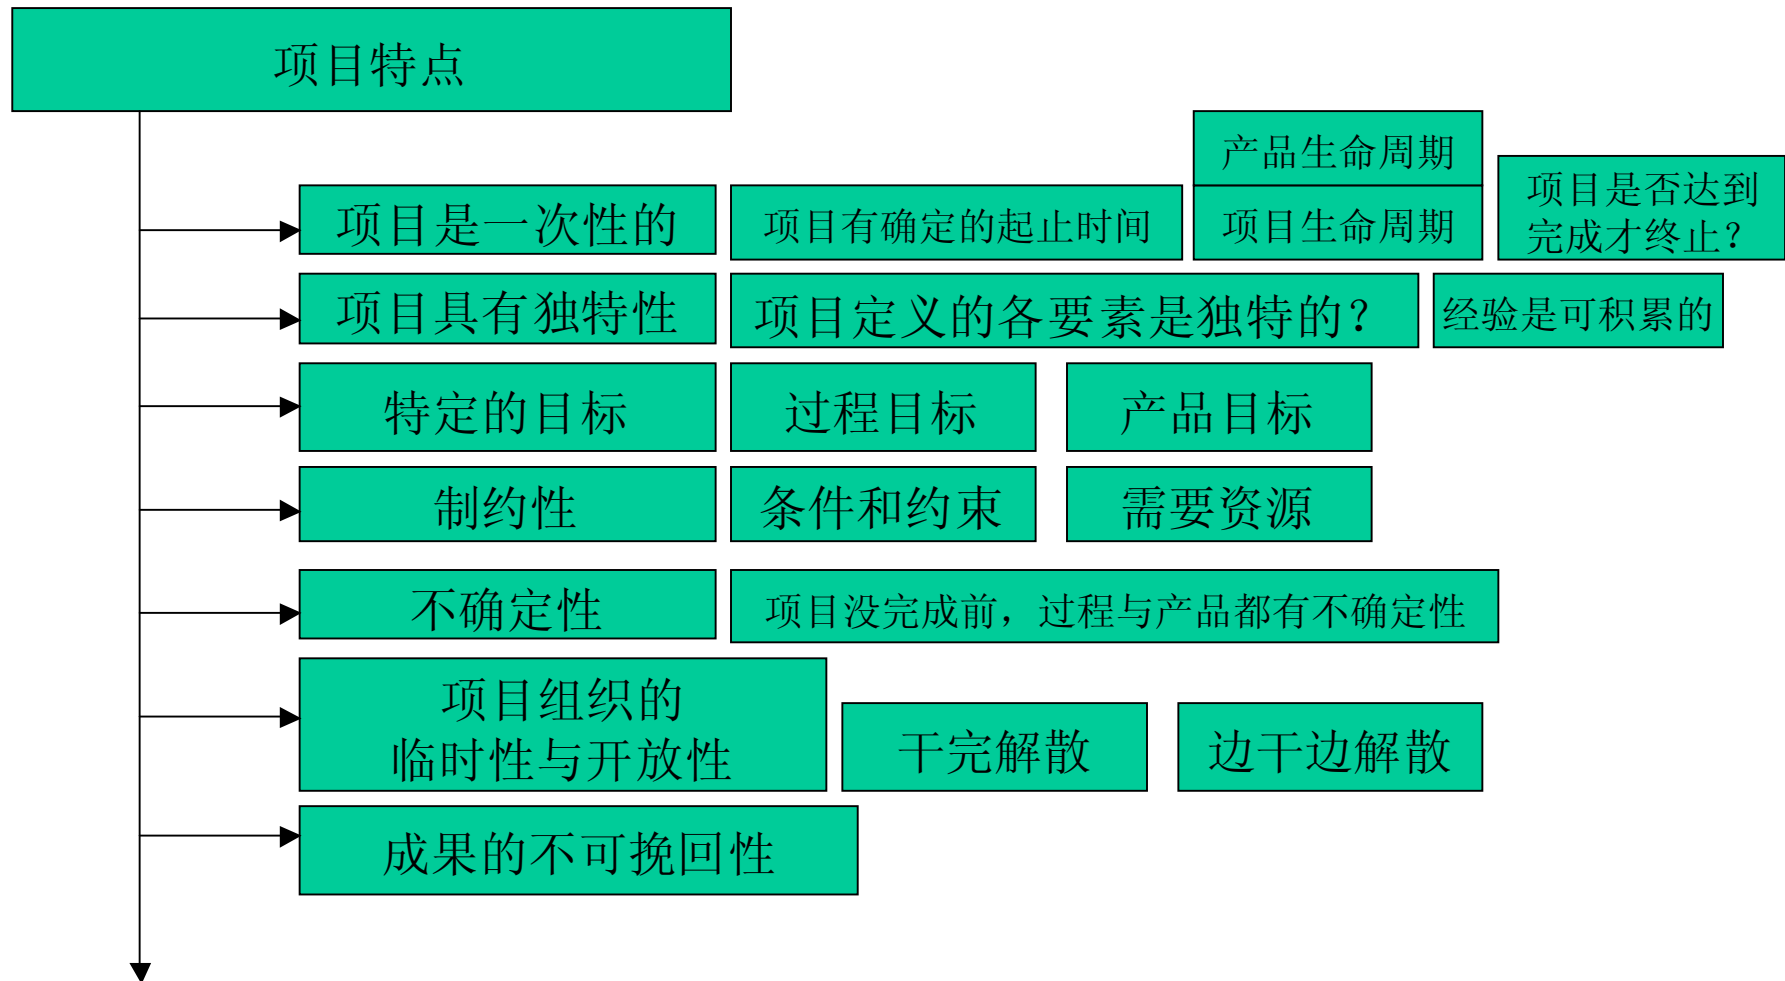 项目特点
产品生命周期
项目是一次性的
项目有确定的起止时间
项目生命周期
项目是否达到
完成才终止?
项目具有独特性
项目定义的各要素是独特的?
经验是可积累的
特定的目标
过程目标
产品目标
制约性
条件和约束
需要资源
不确定性
项目没完成前，过程与产品都有不确定性
项目组织的
临时性与开放性
干完解散
边干边解散
成果的不可挽回性